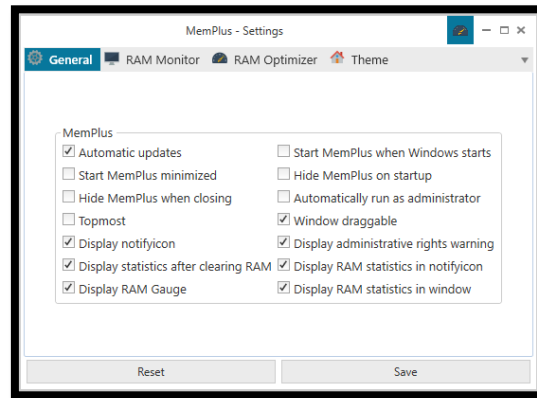 MemPlus - Settings
General RAM Monitor RAM Optimizer Theme
MemPlus
Automatic updates Start MemPlus when Windows starts
Start MemPlus minimized Hide MemPlus on startup
Hide MemPlus when closing Automatically run as administrator
Topmost Window draggable
Display notifyicon Display administrative rights warning
Display statistics after clearing RAM Display RAM statistics in notifyicon
Display RAM Gauge Display RAM statistics in window
Reset Save